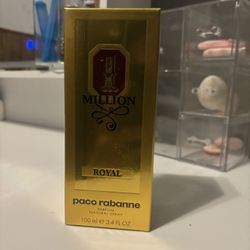 1
MILLION
ROYAL
paco rabanne
PARFUM
NATURAL SPRAY
100 ml e 3.4 FL.OZ